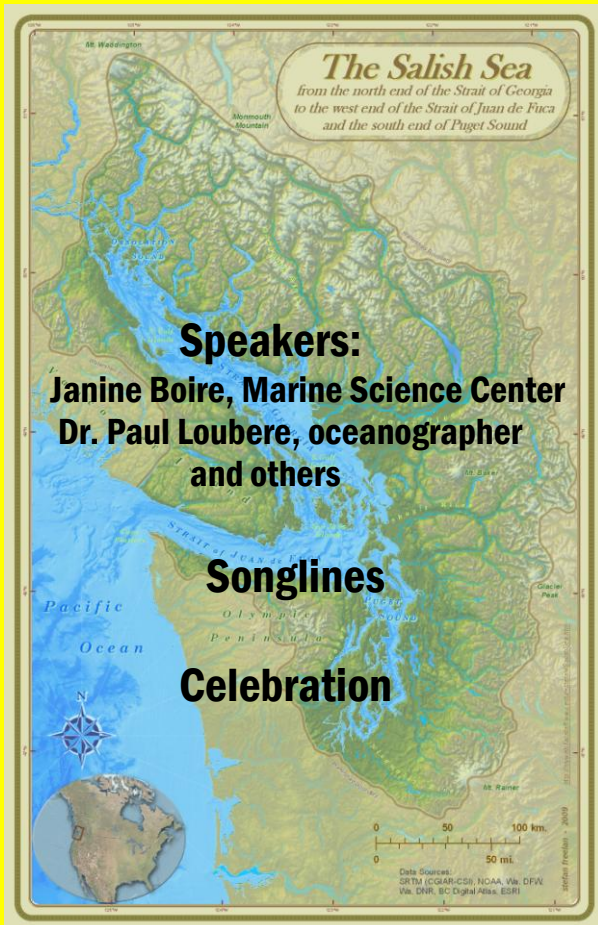 Mt. Waddington
Monmouth
Mountain
The Salish Sea
from the north end of the Strait of Georgia
to the west end of the Strait of Juan de Fuca
and the south end of Puget Sound
DESOLATION
SOUND
Speakers:
Janine Boire, Marine Science Center
Dr. Paul Loubere, oceanographer
and others
Mt. Baker
STRAIT of JUAN de FUCA
Songlines
Glacier
Peak
Pacific
Ocean
Olympic
Peninsula
PUGET
SOUND
Celebration
N
Mt. Rainier
0 50 100 km.
0 50 mi.
Data Sources:
SRTM (CGIAR-CSI), NOAA, Wa. DFW,
Wa. DNR, BC Digital Atlas, ESRI
stefan freelan - 2009